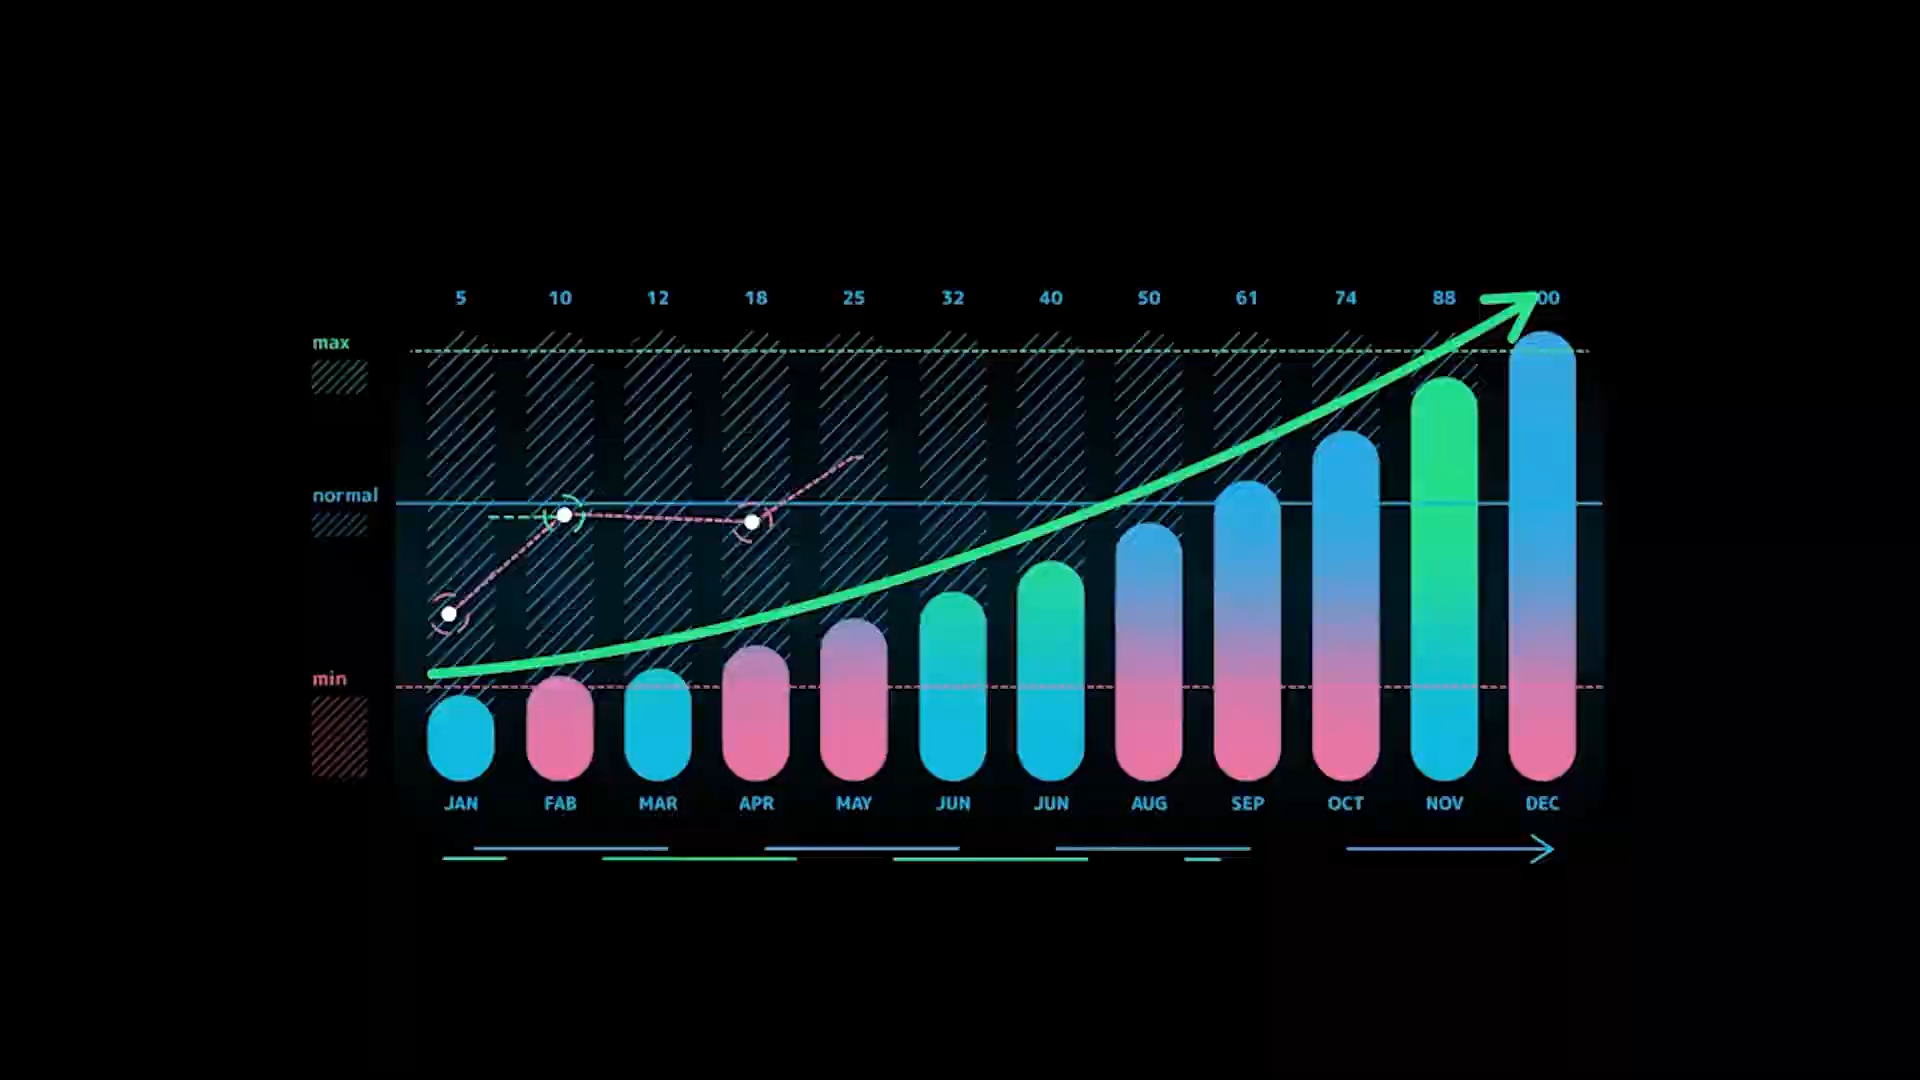 5 10 12 18 25 32 40 50 61 74 88 00
max
normal
min
JAN FAB MAR APR MAY JUN JUN AUG SEP OCT NOV DEC